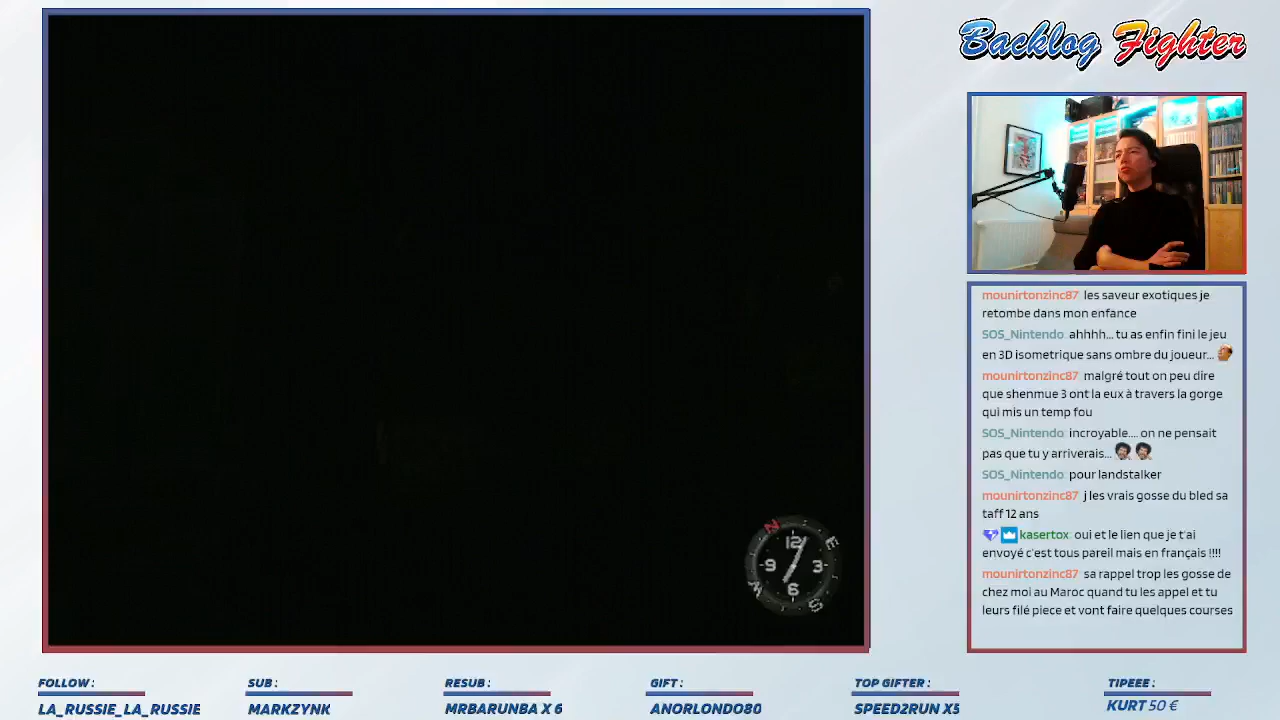 Backlog Fighter
N
12
E
9
3
W
6
S
mounirtonzinc87 les saveur exotiques je
retombe dans mon enfance
SOS_Nintendo: ahhhh... tu as enfin fini le jeu
en 3D isometrique sans ombre du joueur...
mounirtonzinc87 malgré tout on peu dire
que shenmue 3 ont la eux à travers la gorge
qui mis un temp fou
SOS_Nintendo: incroyable.... on ne pensait
pas que tu y arriverais...
SOS_Nintendo: pour landstalker
mounirtonzinc87 j les vrais gosse du bled sa
taff 12 ans
kasertox: oui et le lien que je t'ai
envoyé c'est tous pareil mais en français !!!!
mounirtonzinc87 sa rappel trop les gosse de
chez moi au Maroc quand tu les appel et tu
leurs filé piece et vont faire quelques courses
FOLLOW :
LA_RUSSIE_LA_RUSSIE
SUB :
MARKZYNK
RESUB :
MRBARUNBA X 6
GIFT :
ANORLONDO80
TOP GIFTER :
SPEED2RUN X5
TIPEEE :
KURT 50 €